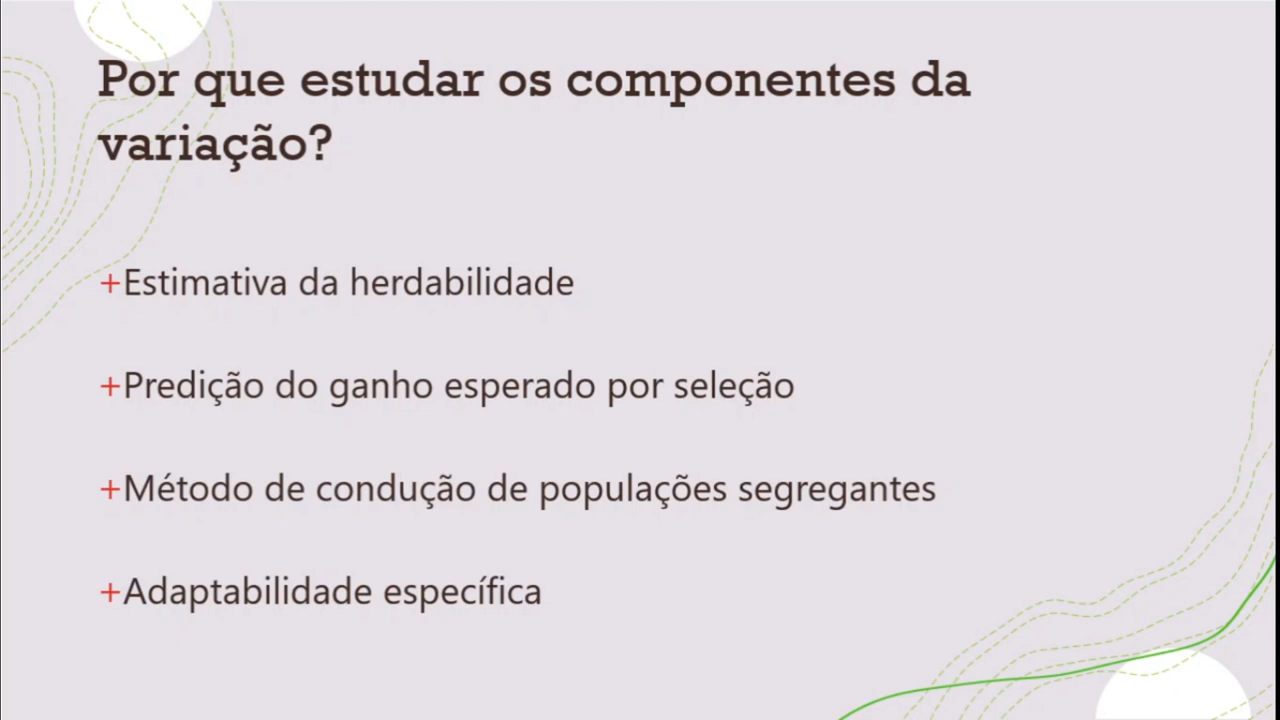 Por que estudar os componentes da
variação?
+Estimativa da herdabilidade
+Predição do ganho esperado por seleção
+Método de condução de populações segregantes
+Adaptabilidade específica